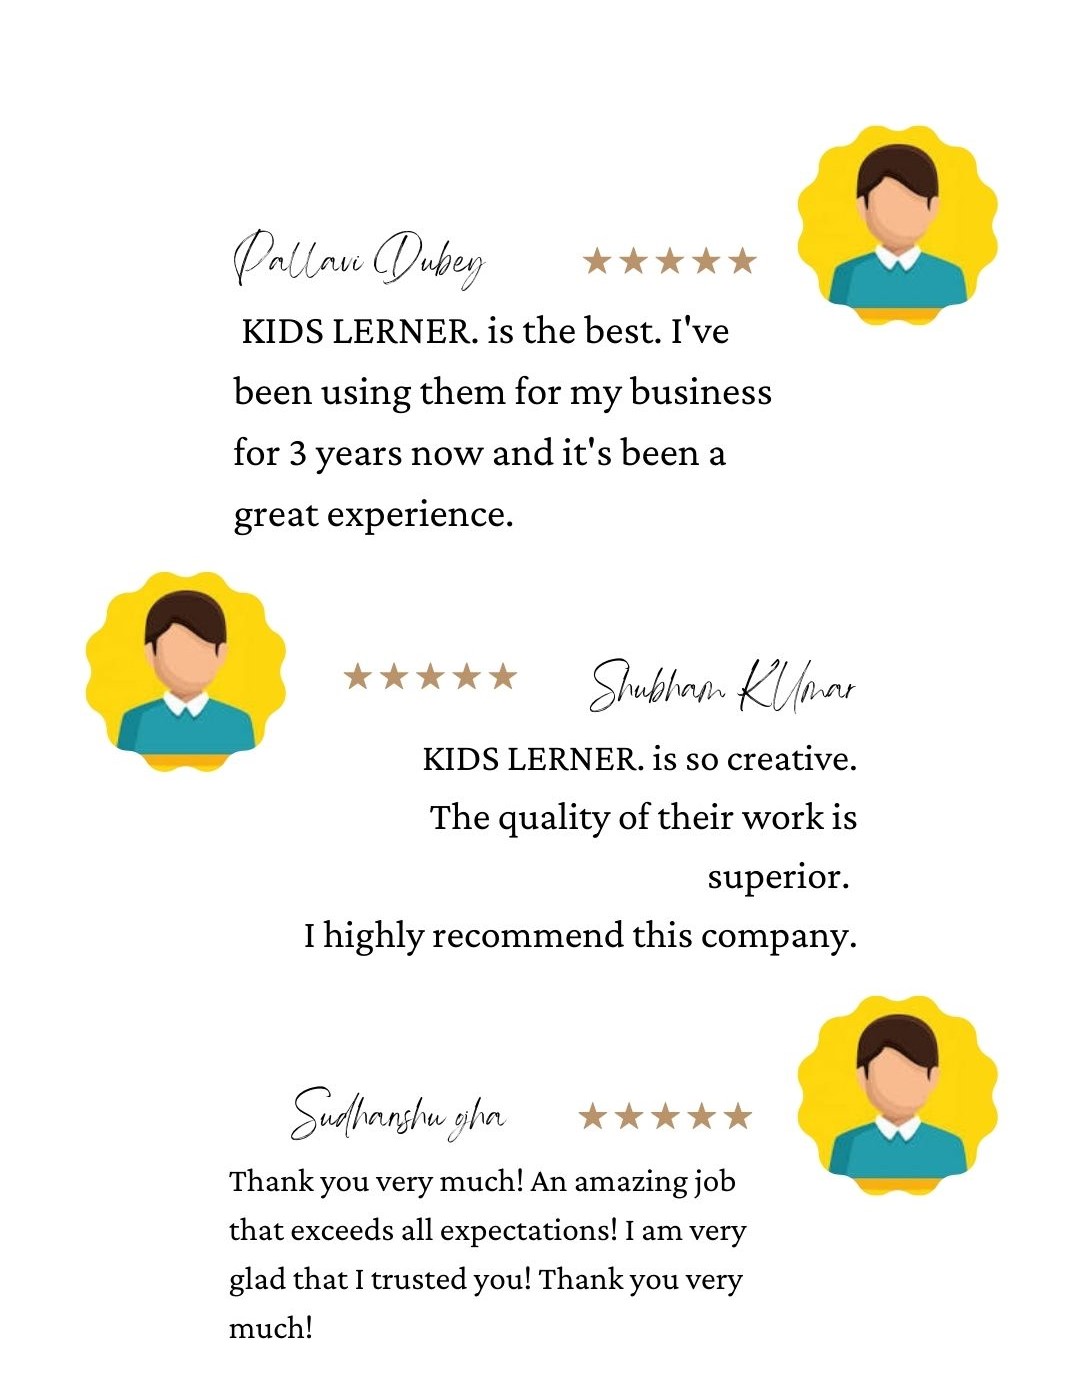 Pallavi Dubey
KIDS LERNER. is the best. I've
been using them for my business
for 3 years now and it's been a
great experience.
Shubham KUmar
KIDS LERNER. is so creative.
The quality of their work is
superior.
I highly recommend this company.
Sudhanshu gha
Thank you very much! An amazing job
that exceeds all expectations! I am very
glad that I trusted you! Thank you very
much!